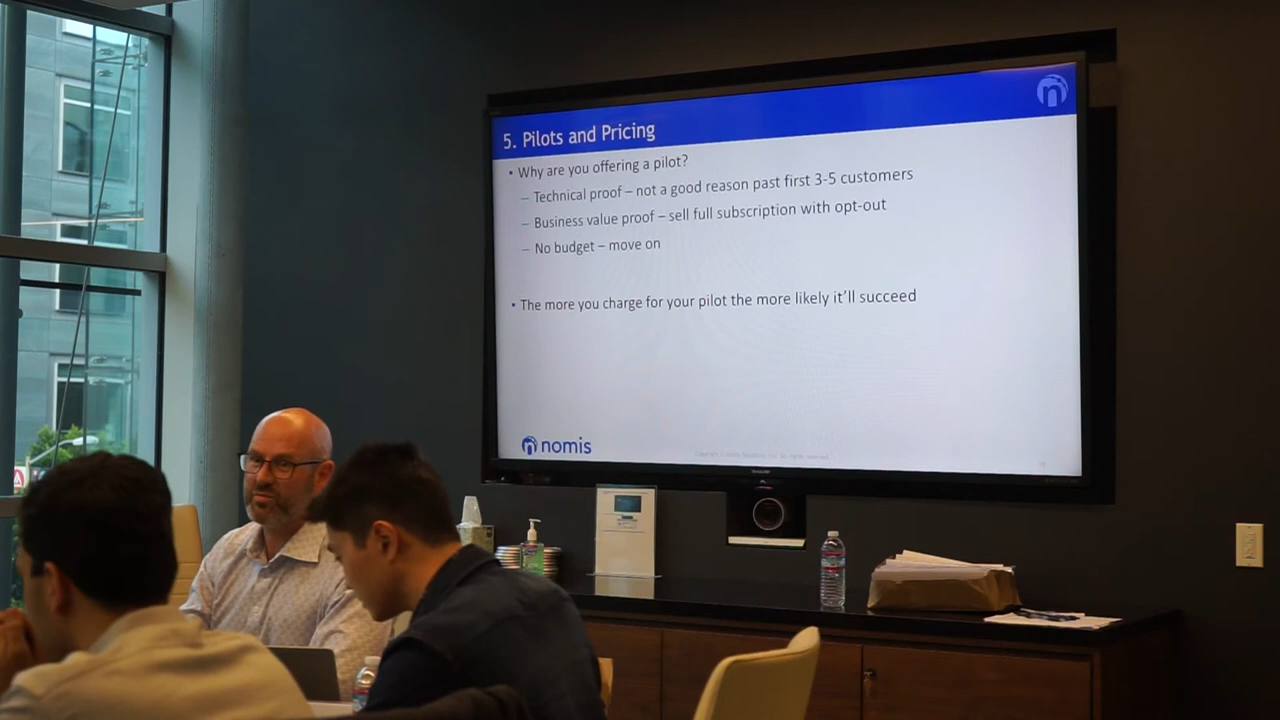 5. Pilots and Pricing
• Why are you offering a pilot?
– Technical proof – not a good reason past first 3-5 customers
– Business value proof – sell full subscription with opt-out
– No budget – move on
• The more you charge for your pilot the more likely it'll succeed
nomis